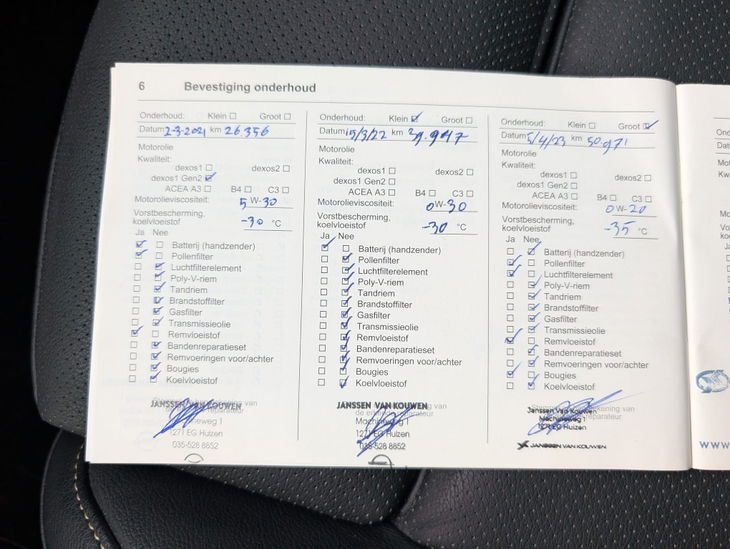 6 Bevestiging onderhoud
Onderhoud: Klein ☐ Groot ☐
Datum 2-3-2021 km 26356
Motorolie
Kwaliteit:
dexos1 ☐ dexos2 ☐
dexos1 Gen2 ☑
ACEA A3 ☐ B4 ☐ C3 ☐
Motorolieviscositeit: 5 W-30
Vorstbescherming,
koelvloeistof -30 °C
Ja Nee
Batterij (handzender)
Pollenfilter
Luchtfilterelement
Poly-V-riem
Tandriem
Brandstoffilter
Gasfilter
Transmissieolie
Remvloeistof
Bandenreparatieset
Remvoeringen voor/achter
Bougies
Koelvloeistof
JANSSEN VAN KOUWEN
1271 EG Huizen
035-528 8852
Onderhoud: Klein ☑ Groot ☐
Datum 15/3/22 km
Motorolie
Kwaliteit:
dexos1 ☐ dexos2 ☐
dexos1 Gen2 ☐
ACEA A3 ☐ B4 ☐ C3 ☐
Motorolieviscositeit: 0W-30
Vorstbescherming,
koelvloeistof -30 °C
Ja Nee
Batterij (handzender)
Pollenfilter
Luchtfilterelement
Poly-V-riem
Tandriem
Brandstoffilter
Gasfilter
Transmissieolie
Remvloeistof
Bandenreparatieset
Remvoeringen voor/achter
Bougies
Koelvloeistof
JANSSEN VAN KOUWEN
1271 EG Huizen
035-528 8852
Onderhoud: Klein ☐ Groot ☑
Datum 5/4/23 km 50.971
Motorolie
Kwaliteit:
dexos1 ☐ dexos2 ☐
dexos1 Gen2 ☐
ACEA A3 ☐ B4 ☐ C3 ☐
Motorolieviscositeit: 0W-20
Vorstbescherming,
koelvloeistof -35 °C
Ja Nee
Batterij (handzender)
Pollenfilter
Luchtfilterelement
Poly-V-riem
Tandriem
Brandstoffilter
Gasfilter
Transmissieolie
Remvloeistof
Bandenreparatieset
Remvoeringen voor/achter
Bougies
Koelvloeistof
Janssen Van Kouwen
1271 EG Huizen
JANSSEN VAN KOUWEN
www